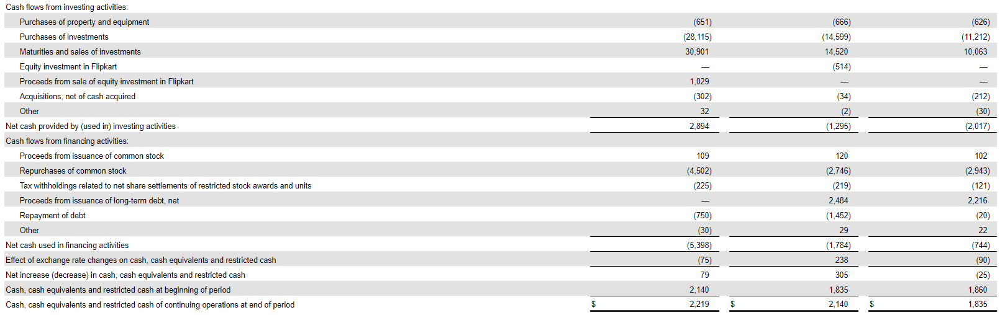 Cash flows from investing activities:
Purchases of property and equipment (651) (666) (626)
Purchases of investments (28,115) (14,599) (11,212)
Maturities and sales of investments 30,901 14,520 10,063
Equity investment in Flipkart — (514) —
Proceeds from sale of equity investment in Flipkart 1,029 — —
Acquisitions, net of cash acquired (302) (34) (212)
Other 32 (2) (30)
Net cash provided by (used in) investing activities 2,894 (1,295) (2,017)
Cash flows from financing activities:
Proceeds from issuance of common stock 109 120 102
Repurchases of common stock (4,502) (2,746) (2,943)
Tax withholdings related to net share settlements of restricted stock awards and units (225) (219) (121)
Proceeds from issuance of long-term debt, net — 2,484 2,216
Repayment of debt (750) (1,452) (20)
Other (30) 29 22
Net cash used in financing activities (5,398) (1,784) (744)
Effect of exchange rate changes on cash, cash equivalents and restricted cash (75) 238 (90)
Net increase (decrease) in cash, cash equivalents and restricted cash 79 305 (25)
Cash, cash equivalents and restricted cash at beginning of period 2,140 1,835 1,860
Cash, cash equivalents and restricted cash of continuing operations at end of period $ 2,219 $ 2,140 $ 1,835